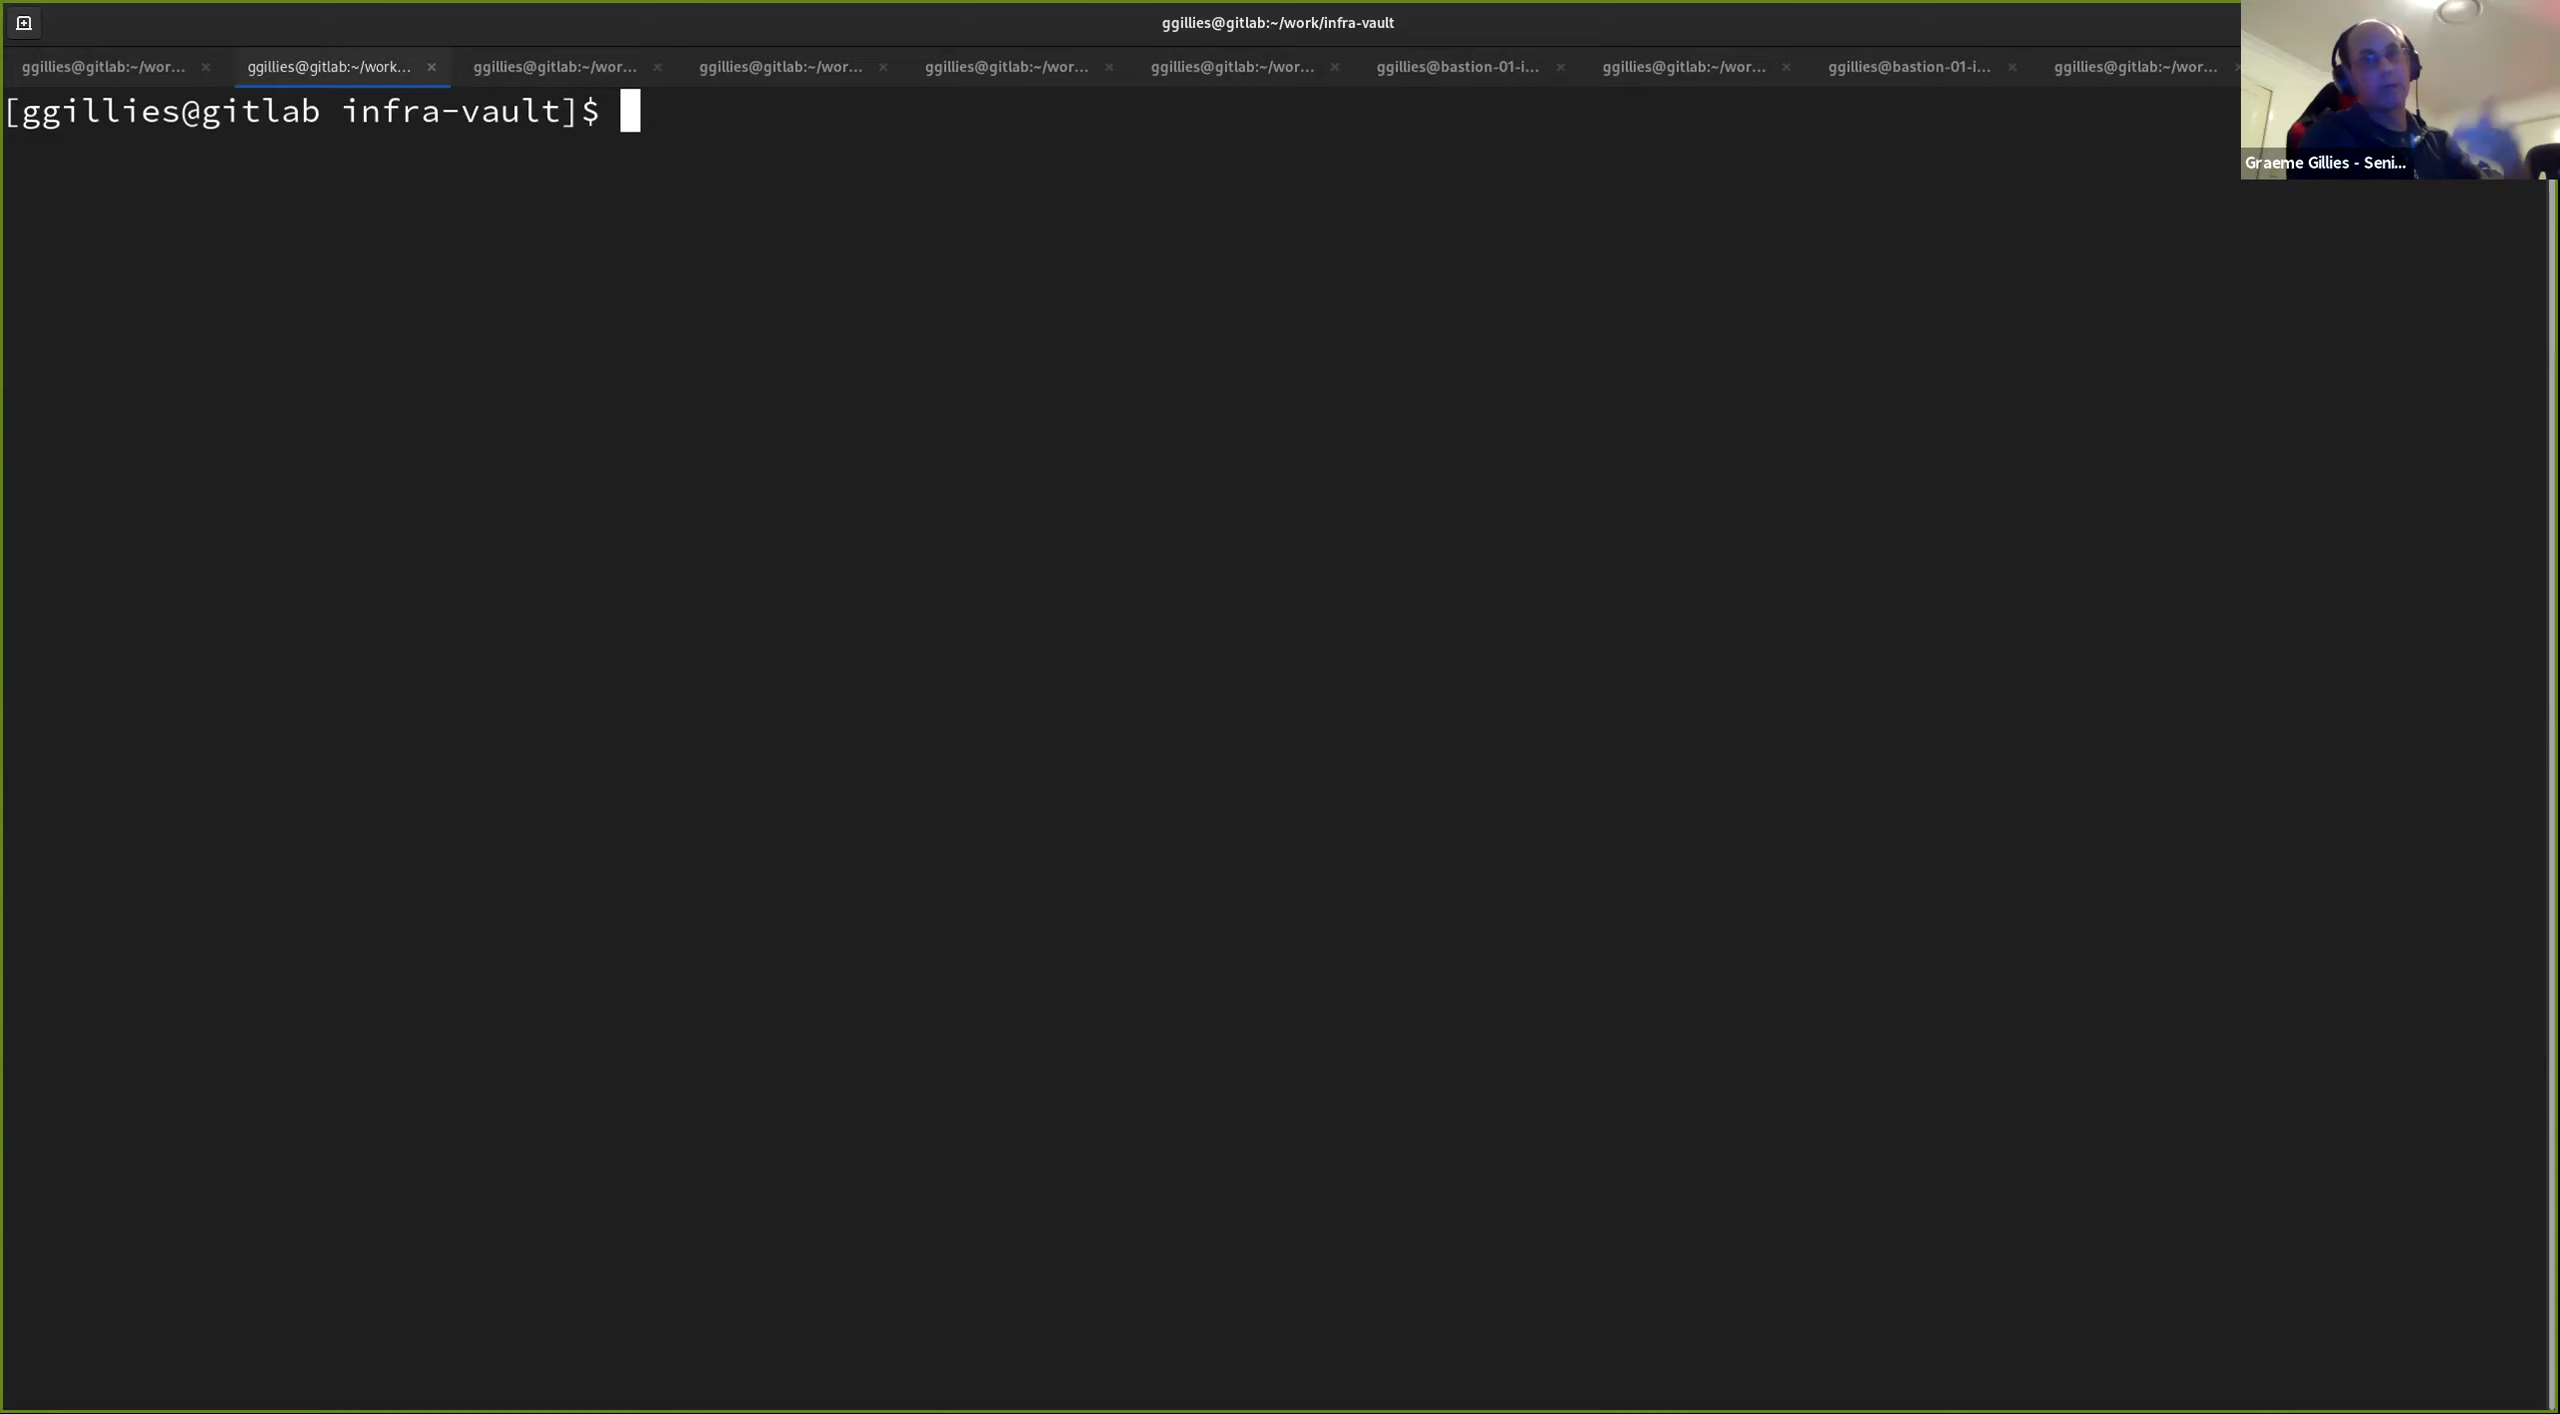 ggillies@gitlab:~/work/infra-vault
ggillies@gitlab:~/wor... × ggillies@gitlab:~/work... × ggillies@gitlab:~/wor... × ggillies@gitlab:~/wor... × ggillies@gitlab:~/wor... × ggillies@gitlab:~/wor... × ggillies@bastion-01-i... × ggillies@gitlab:~/wor... × ggillies@bastion-01-i... × ggillies@gitlab:~/wor...
[ggillies@gitlab infra-vault]$
Graeme Gillies - Seni...